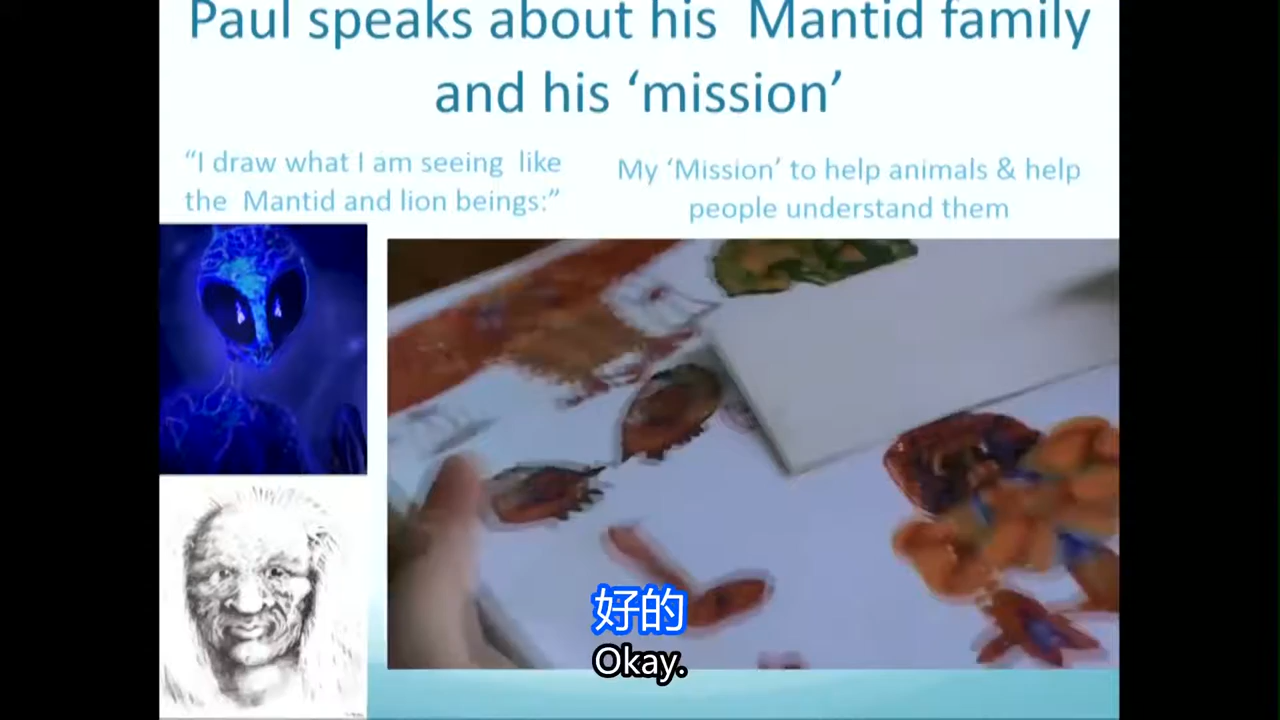 Paul speaks about his Mantid family
and his ‘mission’
“I draw what I am seeing like
the Mantid and lion beings:”
My ‘Mission’ to help animals & help
people understand them
好的
Okay.